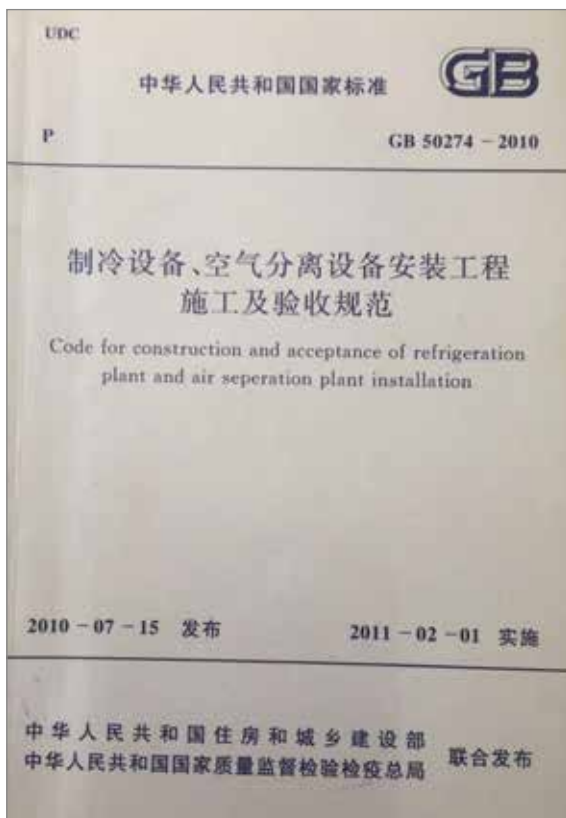 UDC
中华人民共和国国家标准
GB
P
GB 50274－2010
制冷设备、空气分离设备安装工程
施工及验收规范
Code for construction and acceptance of refrigeration
plant and air seperation plant installation
2010－07－15 发布
2011－02－01 实施
中华人民共和国住房和城乡建设部
中华人民共和国国家质量监督检验检疫总局
联合发布